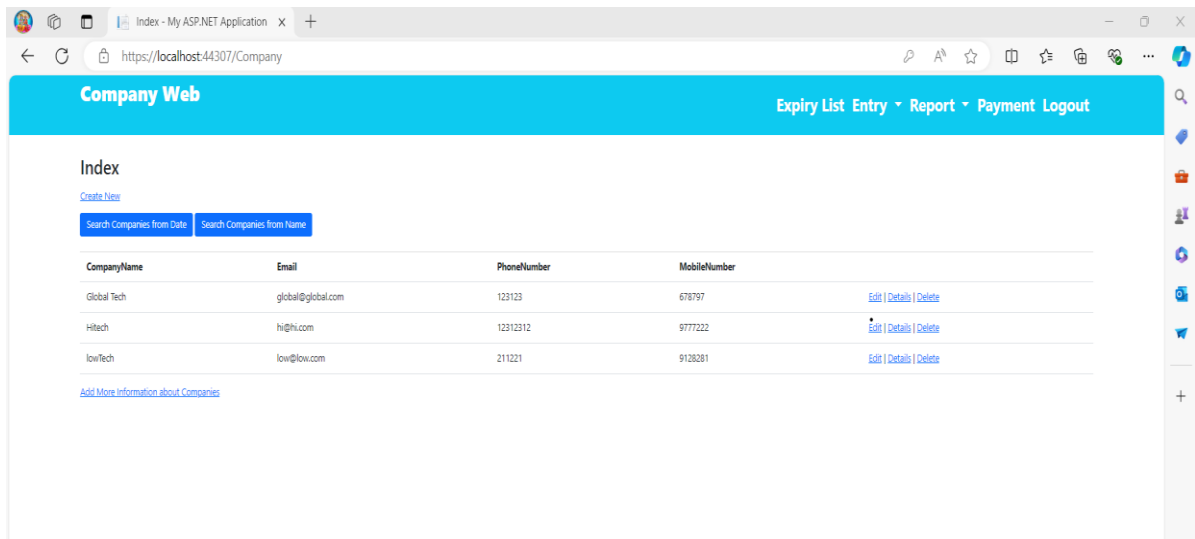 Index - My ASP.NET Application
https://localhost:44307/Company
Company Web
Expiry List Entry Report Payment Logout
Index
Create New
Search Companies from Date Search Companies from Name
CompanyName Email PhoneNumber MobileNumber
Global Tech global@global.com 123123 678797 Edit | Details | Delete
Hitech hi@hi.com 12312312 9777222 Edit | Details | Delete
lowTech low@low.com 211221 9128281 Edit | Details | Delete
Add More Information about Companies